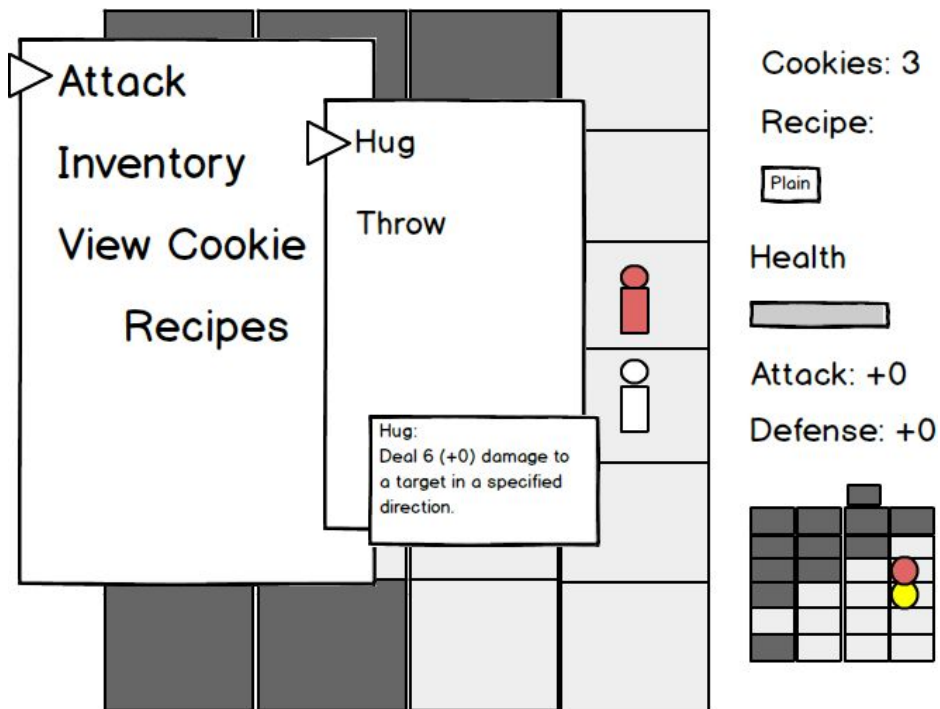 Attack
Inventory
View Cookie
Recipes
Hug
Throw
Hug:
Deal 6 (+0) damage to
a target in a specified
direction.
Cookies: 3
Recipe:
Plain
Health
Attack: +0
Defense: +0